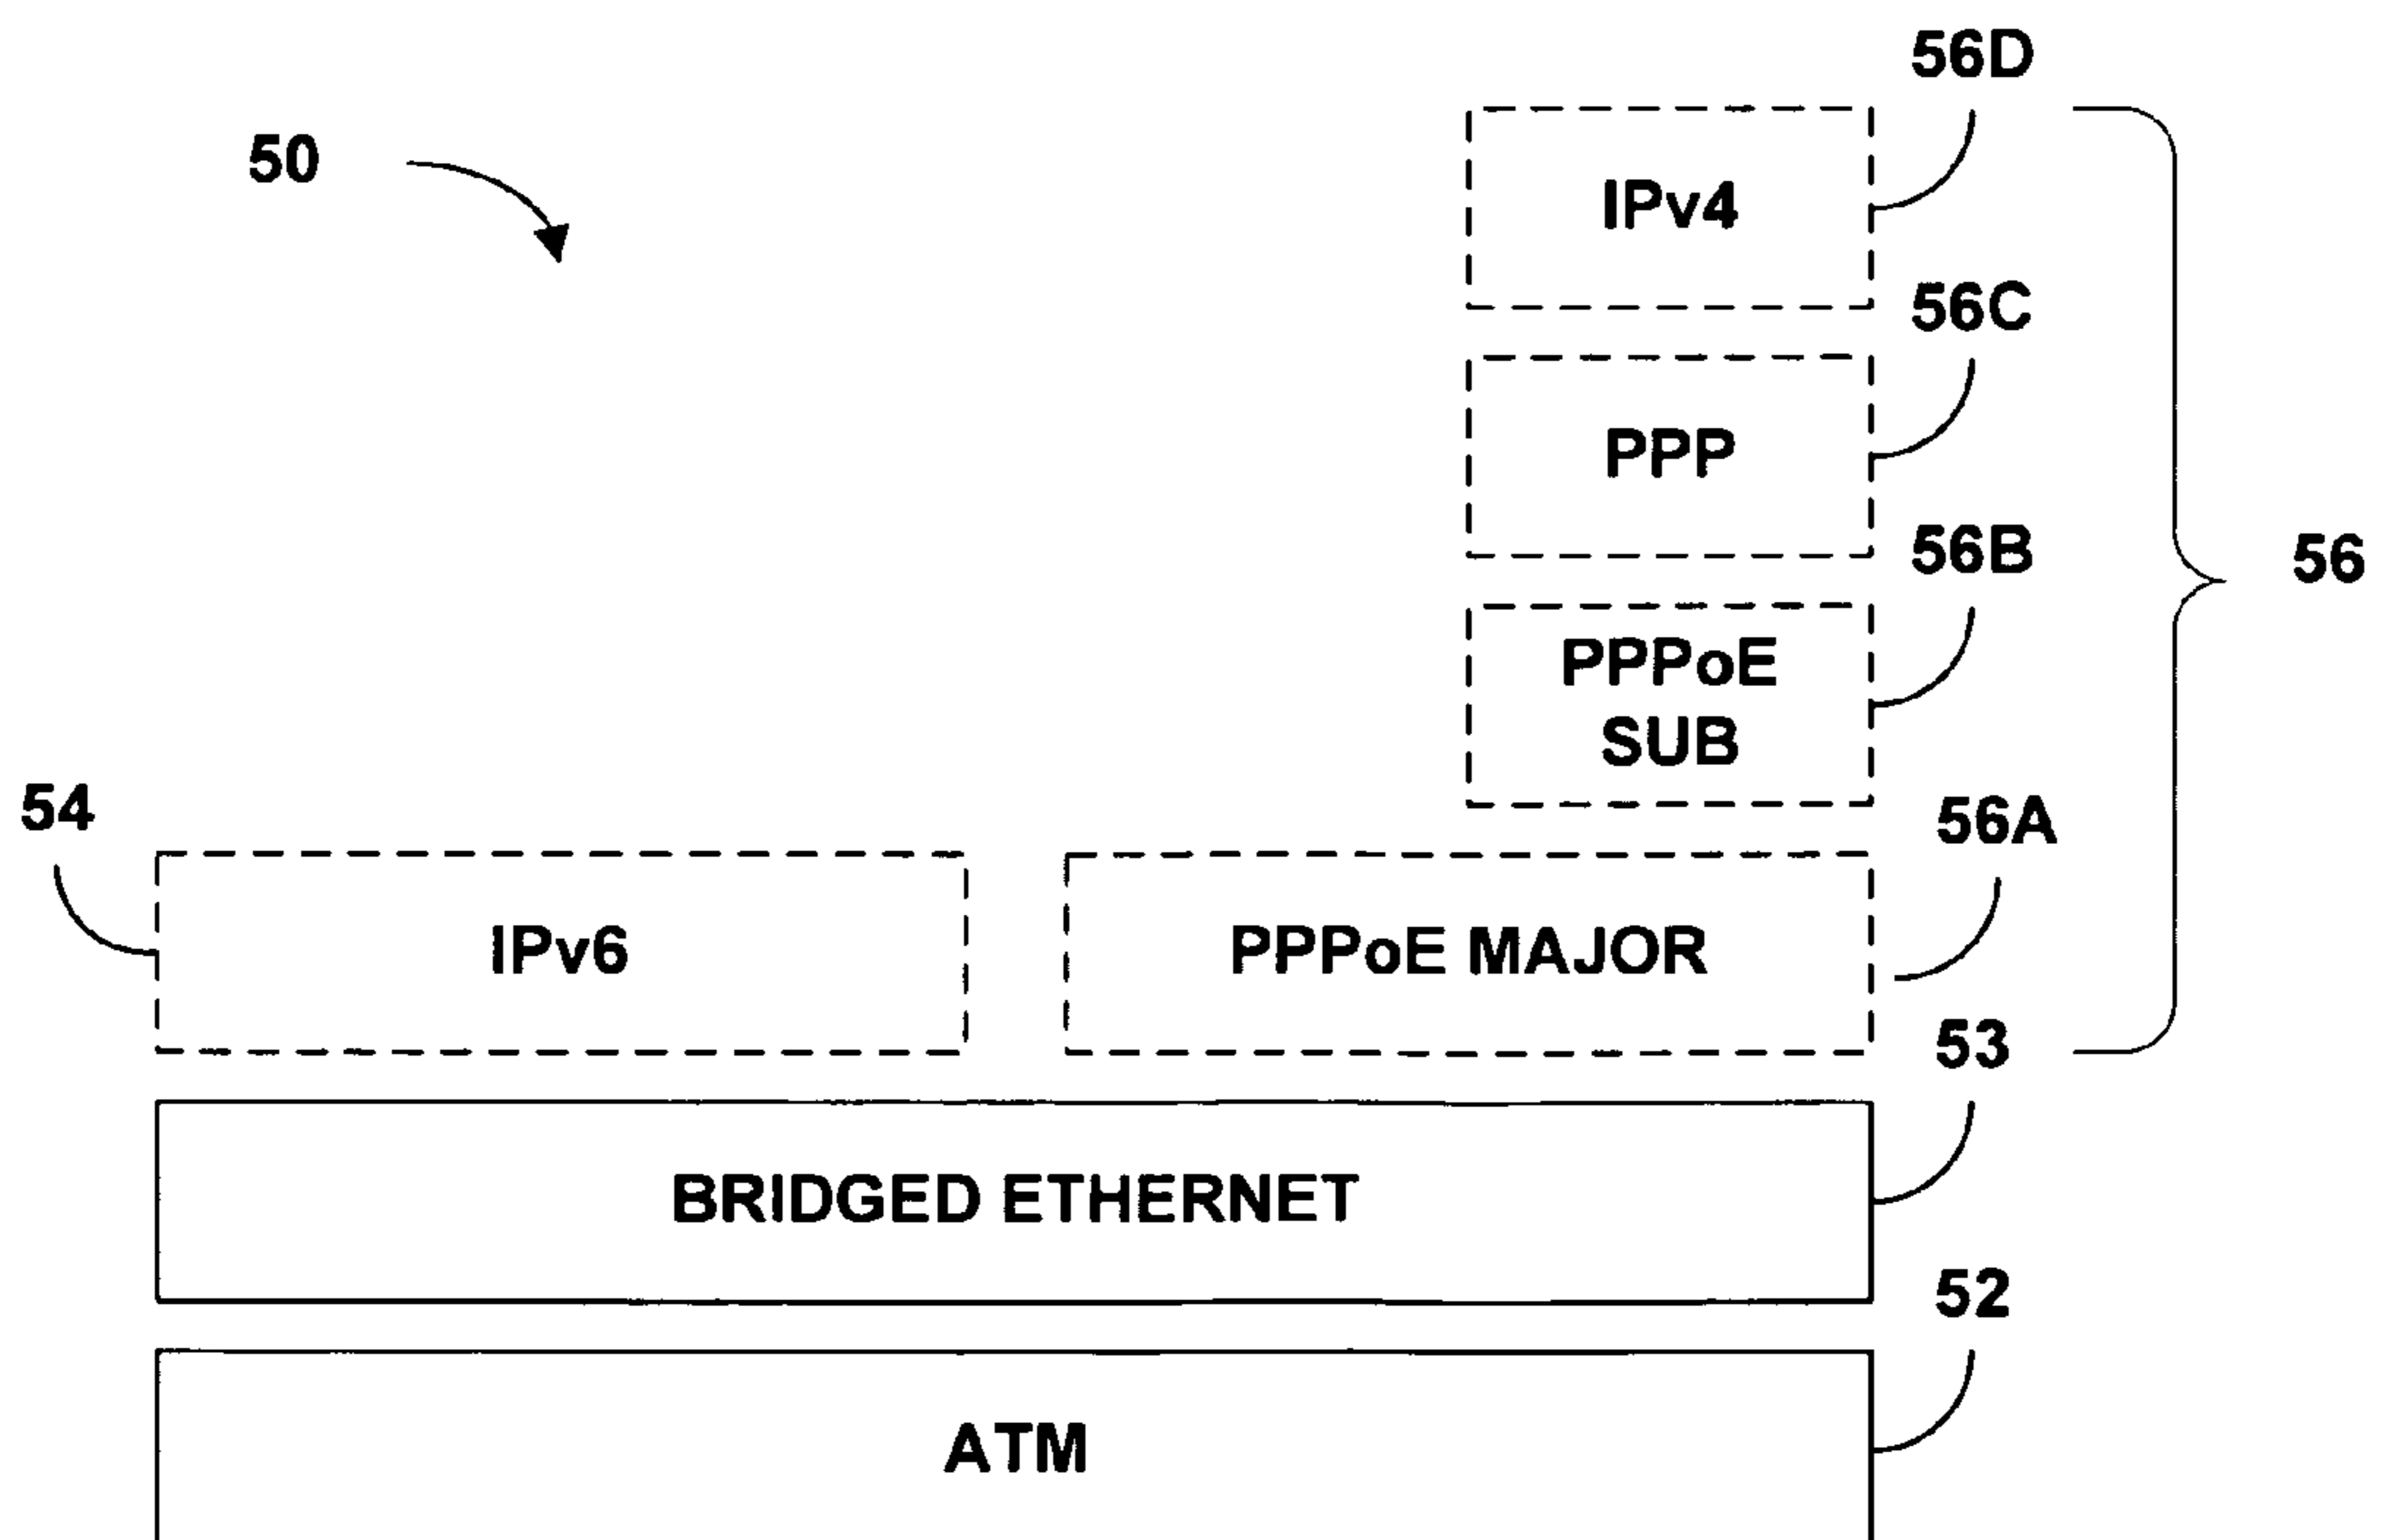 56D
50
IPv4
56C
PPP
56B
56
PPPoE
SUB
54
56A
IPv6
PPPoE MAJOR
53
BRIDGED ETHERNET
52
ATM